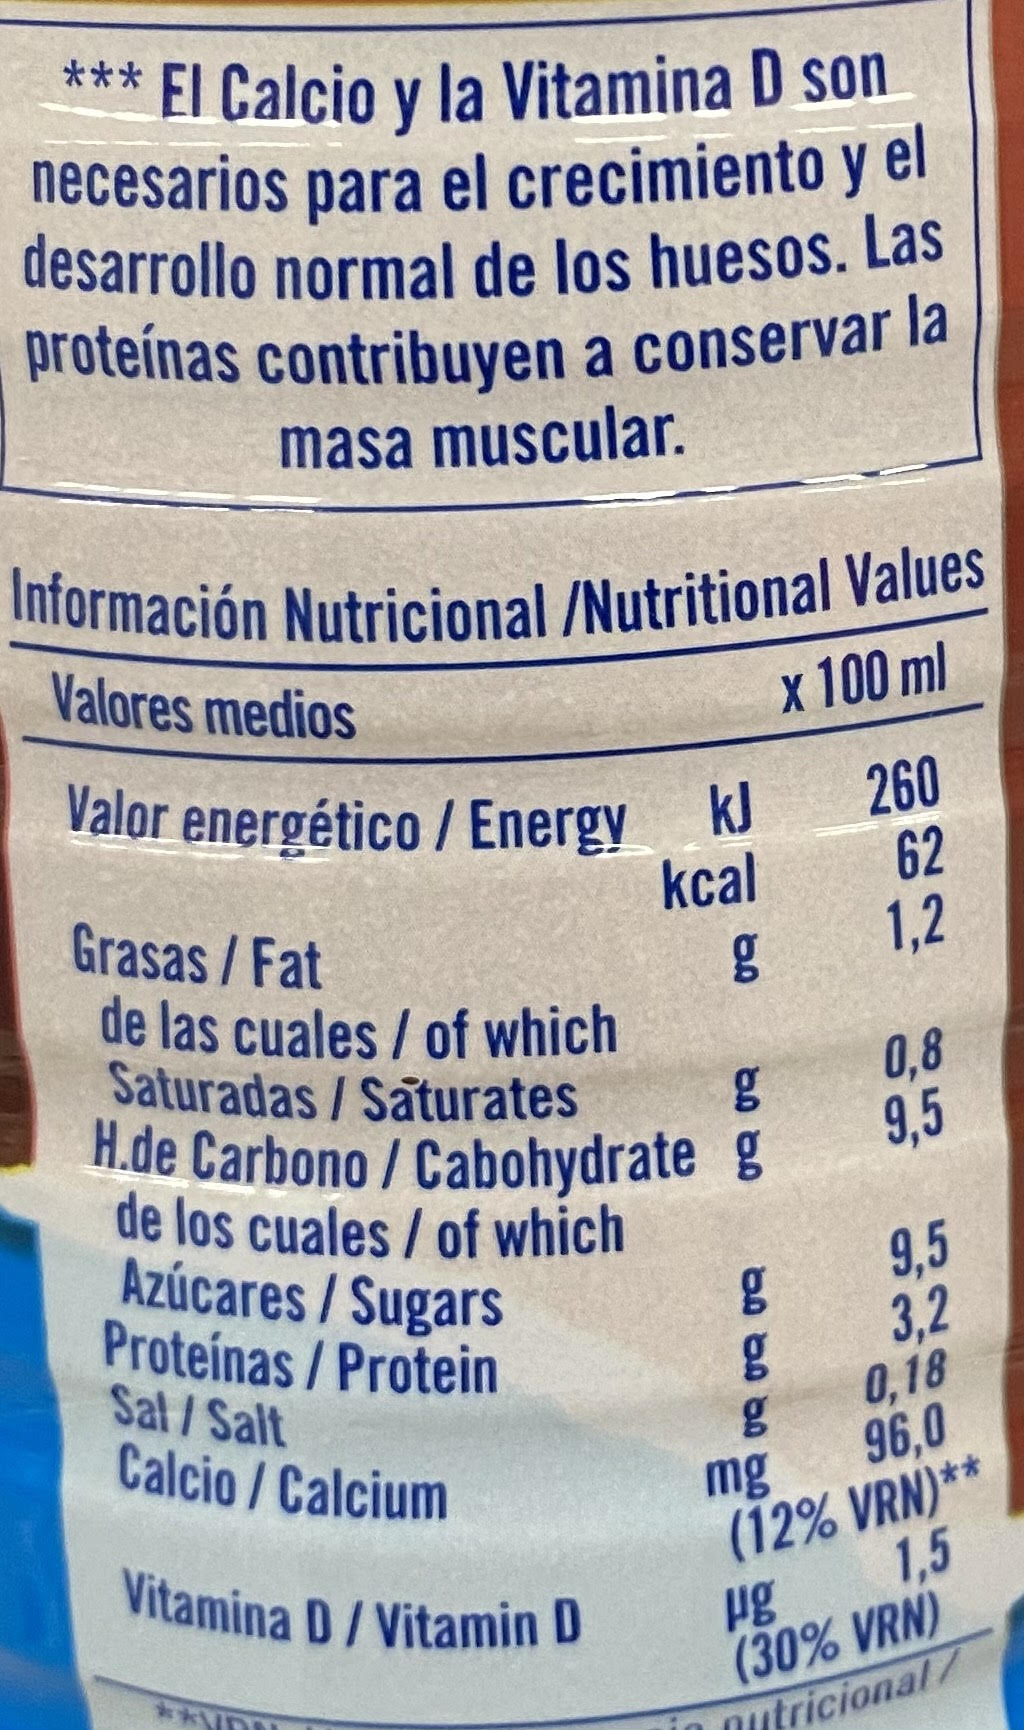 *** El Calcio y la Vitamina D son
necesarios para el crecimiento y el
desarrollo normal de los huesos. Las
proteínas contribuyen a conservar la
masa muscular.
Información Nutricional /Nutritional Values
Valores medios x 100 ml
Valor energético / Energy kJ 260
kcal 62
Grasas / Fat g 1,2
de las cuales / of which
Saturadas / Saturates g 0,8
H.de Carbono / Cabohydrate g 9,5
de los cuales / of which
Azúcares / Sugars g 9,5
Proteínas / Protein g 3,2
Sal / Salt g 0,18
Calcio / Calcium mg 96,0
(12% VRN)**
Vitamina D / Vitamin D µg 1,5
(30% VRN)
nutricional /